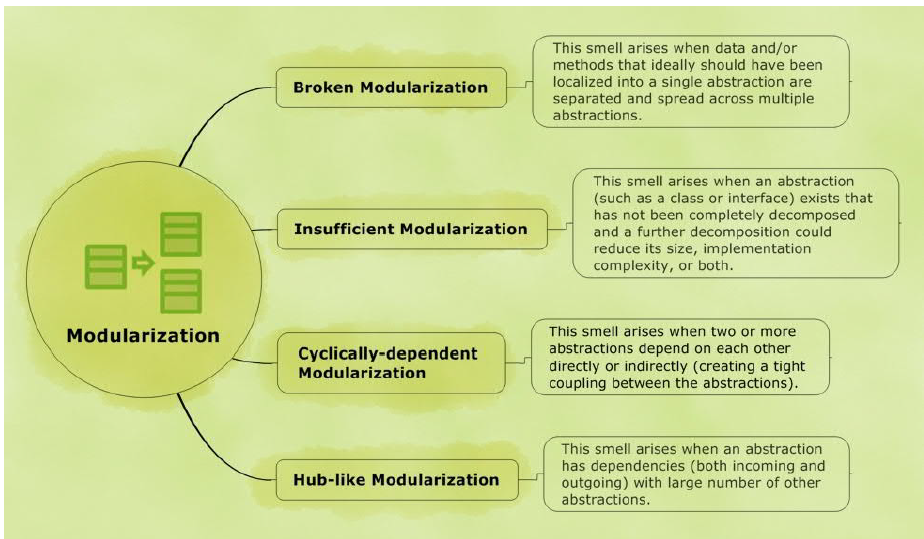 Modularization
Broken Modularization
This smell arises when data and/or
methods that ideally should have been
localized into a single abstraction are
separated and spread across multiple
abstractions.
Insufficient Modularization
This smell arises when an abstraction
(such as a class or interface) exists that
has not been completely decomposed
and a further decomposition could
reduce its size, implementation
complexity, or both.
Cyclically-dependent
Modularization
This smell arises when two or more
abstractions depend on each other
directly or indirectly (creating a tight
coupling between the abstractions).
Hub-like Modularization
This smell arises when an abstraction
has dependencies (both incoming and
outgoing) with large number of other
abstractions.